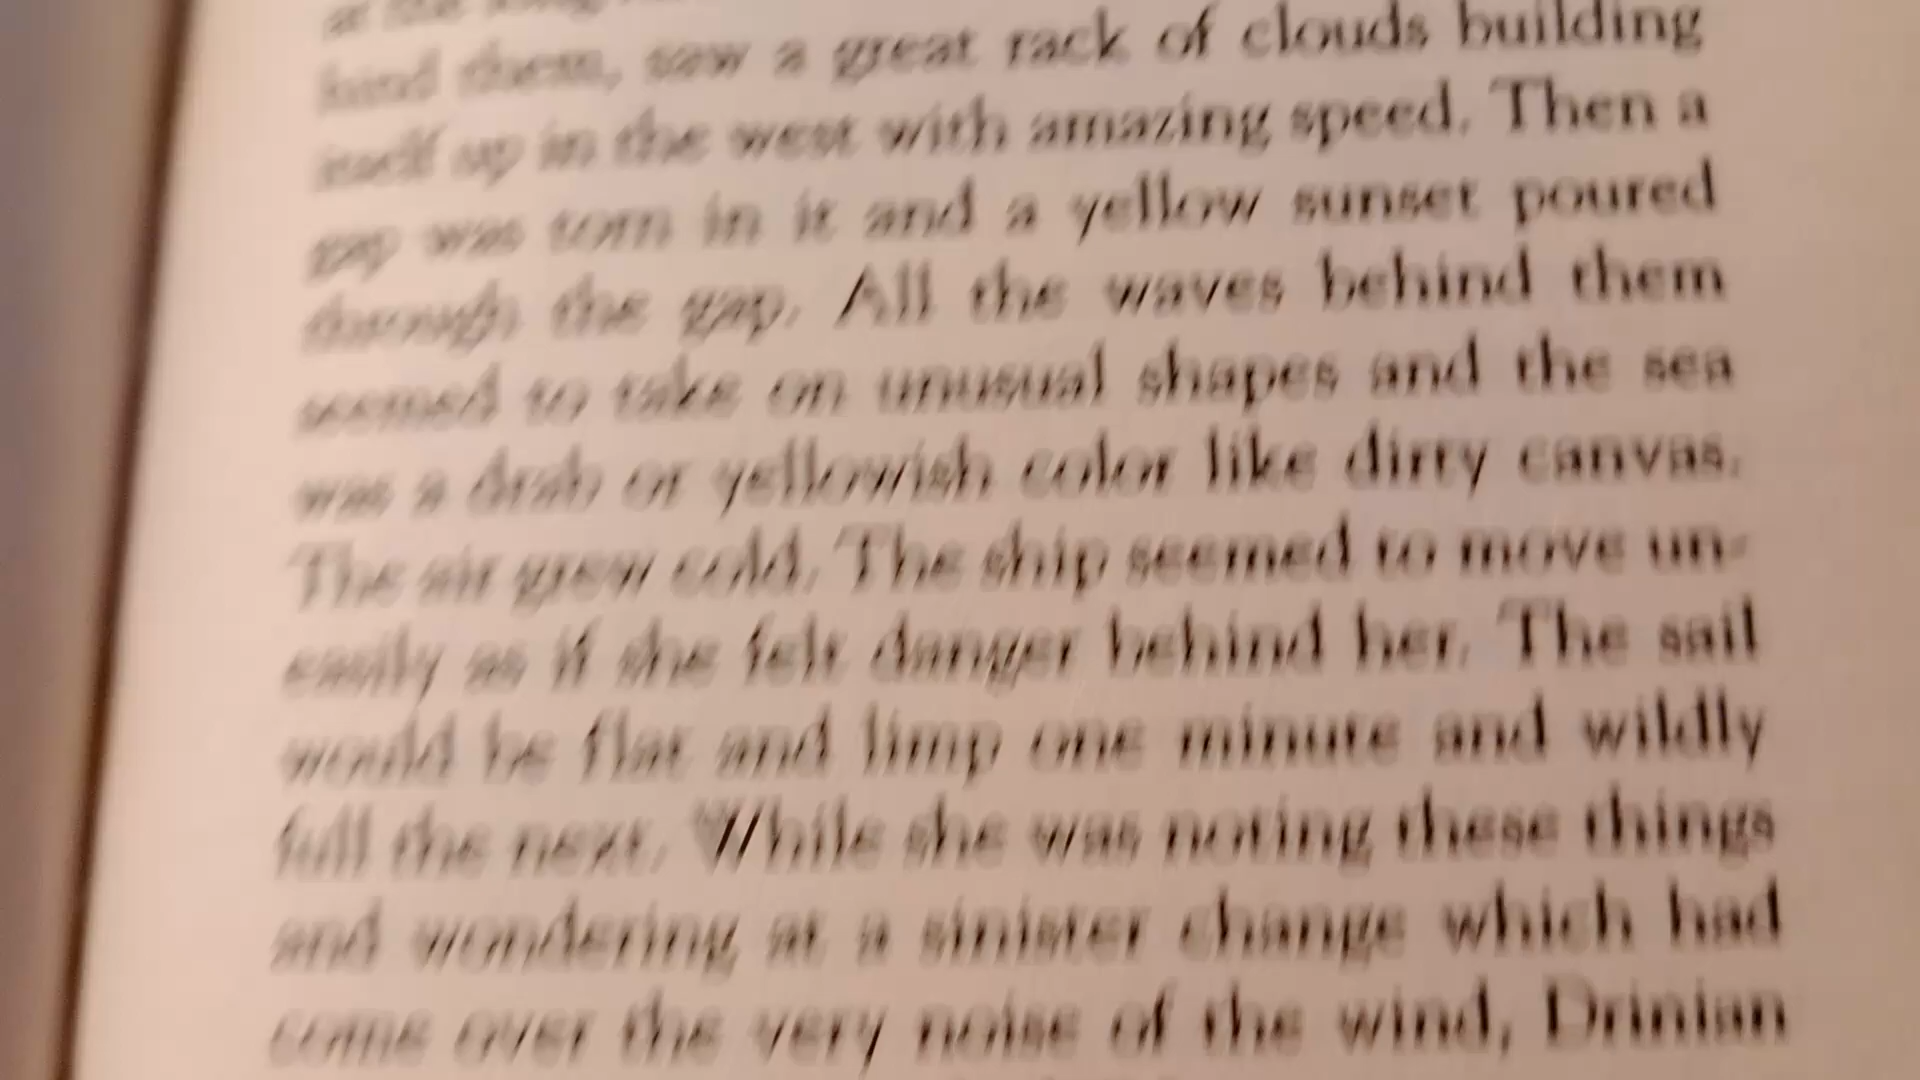 at the
hind them, saw a great rack of clouds building
itself up in the west with amazing speed. Then a
gap was torn in it and a yellow sunset poured
through the gap. All the waves behind them
seemed to take on unusual shapes and the sea
was a drab or yellowish color like dirty canvas.
The air grew cold. The ship seemed to move un-
easily as if she felt danger behind her. The sail
would be flat and limp one minute and wildly
full the next. While she was noting these things
and wondering at a sinister change which had
come over the very noise of the wind, Drinian